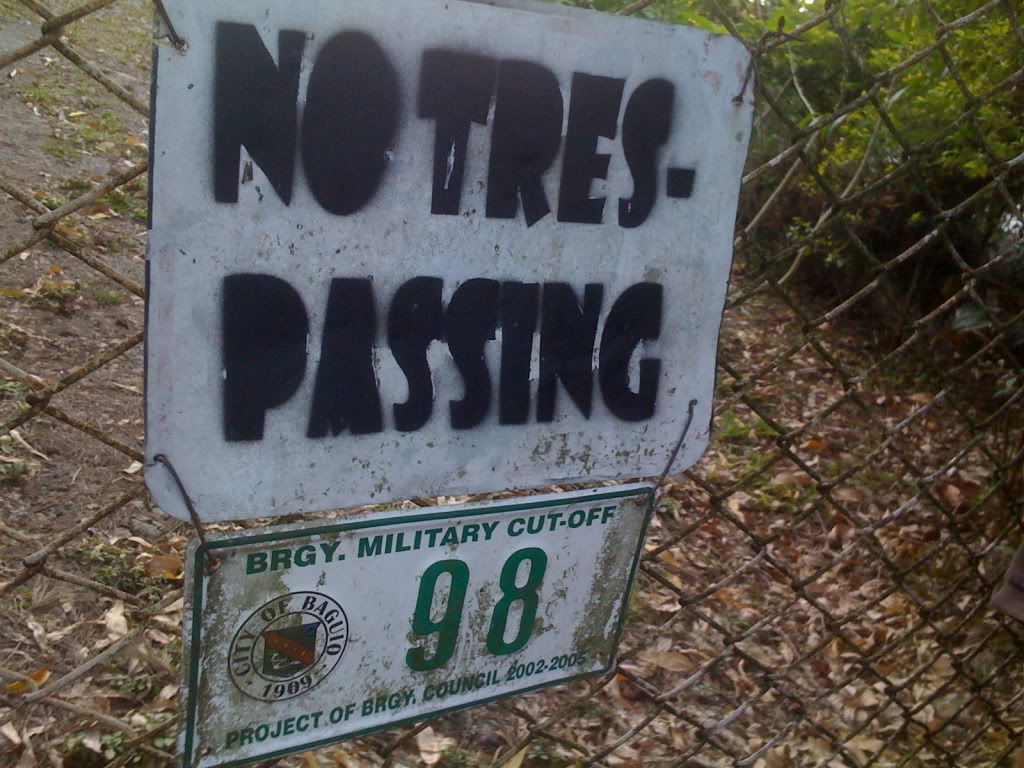 NO TRES-
PASSING
BRGY. MILITARY CUT-OFF
98
CITY OF BAGUIO
1909
PROJECT OF BRGY. COUNCIL 2002-2005